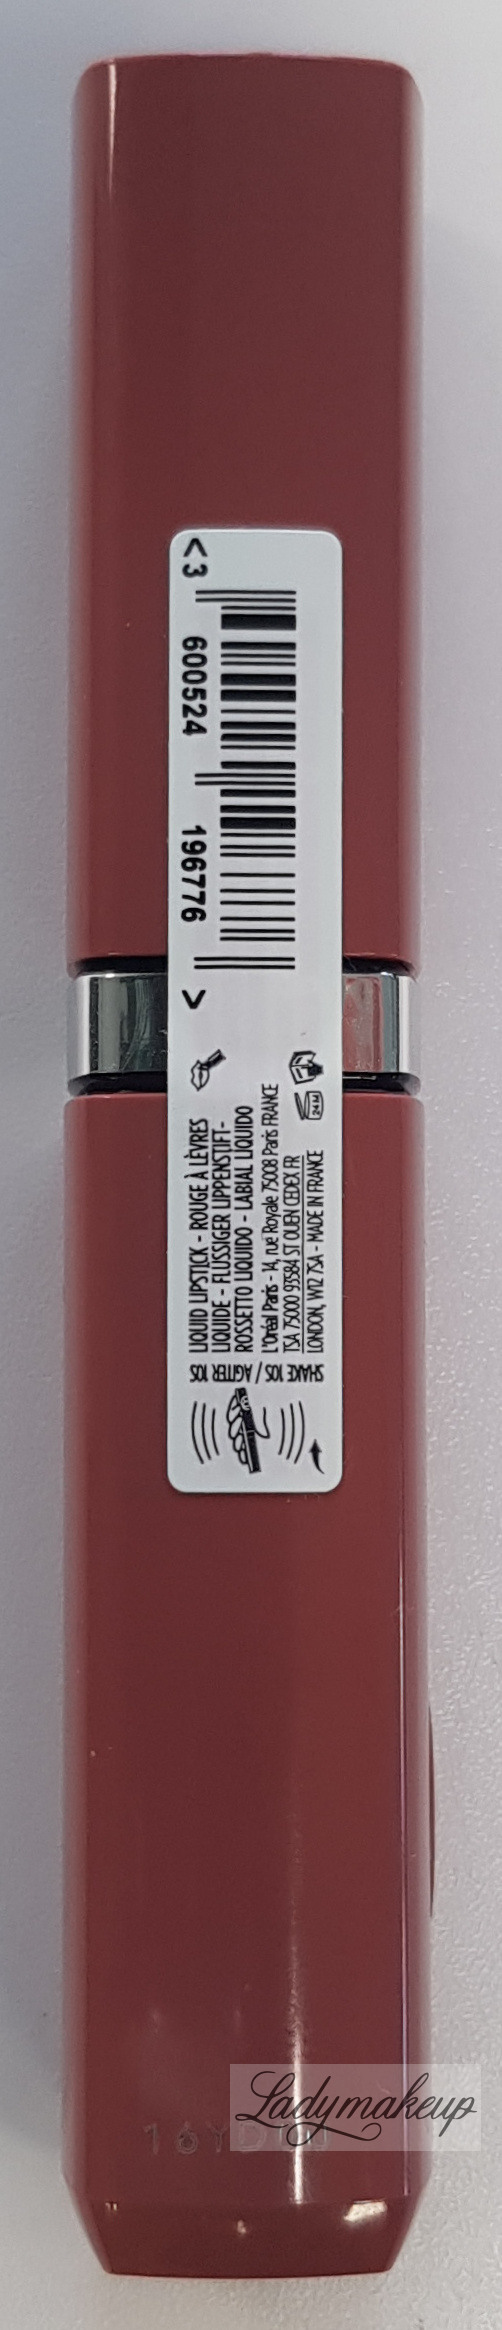 <3 600524 196776 >
LIQUID LIPSTICK - ROUGE À LÈVRES
LIQUIDE - FLÜSSIGER LIPPENSTIFT-
ROSSETTO LIQUIDO - LABIAL LÍQUIDO
L'Oréal Paris - 14, rue Royale 75008 Paris FRANCE
TSA 75000 93584 ST OUEN CEDEX FR
LONDON, W12 7SA - MADE IN FRANCE
24M
SHAKE 10S / AGITER 10S
Ladymakeup